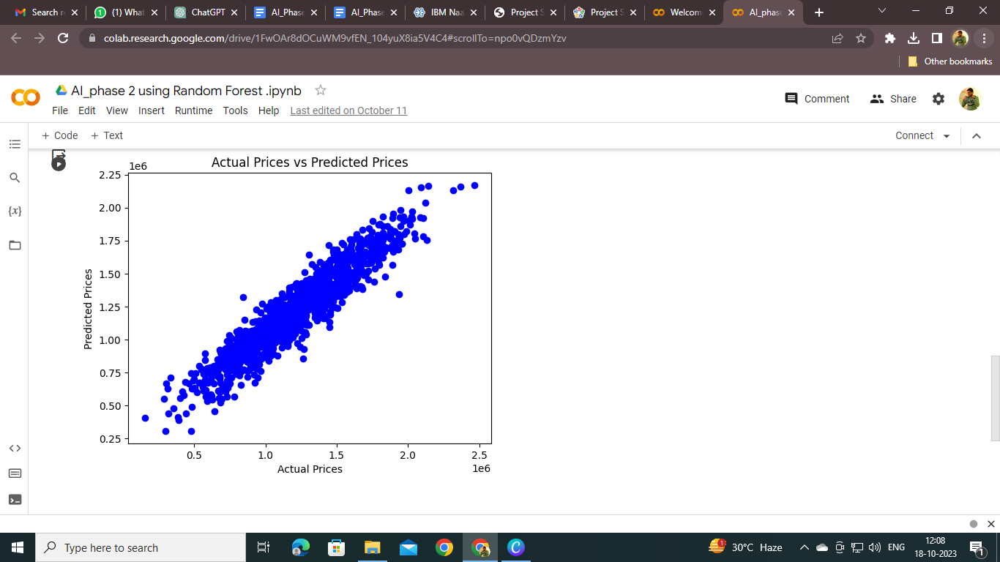 Search r
(1) What
ChatGPT
AI_Phase
AI_Phase
IBM Naa
Project S
Project S
Welcom
AI_phas
colab.research.google.com/drive/1FwOAr8dOCuWM9vfEN_104yuX8ia5V4C4#scrollTo=npo0vQDzmYzv
Other bookmarks
AI_phase 2 using Random Forest .ipynb
Comment
Share
File Edit View Insert Runtime Tools Help Last edited on October 11
+ Code + Text
Connect
{x}
Actual Prices vs Predicted Prices
1e6
2.25
2.00
1.75
1.50
1.25
1.00
0.75
0.50
0.25
Predicted Prices
0.5 1.0 1.5 2.0 2.5
Actual Prices
1e6
Type here to search
1
30°C Haze
ENG
12:08
18-10-2023
1